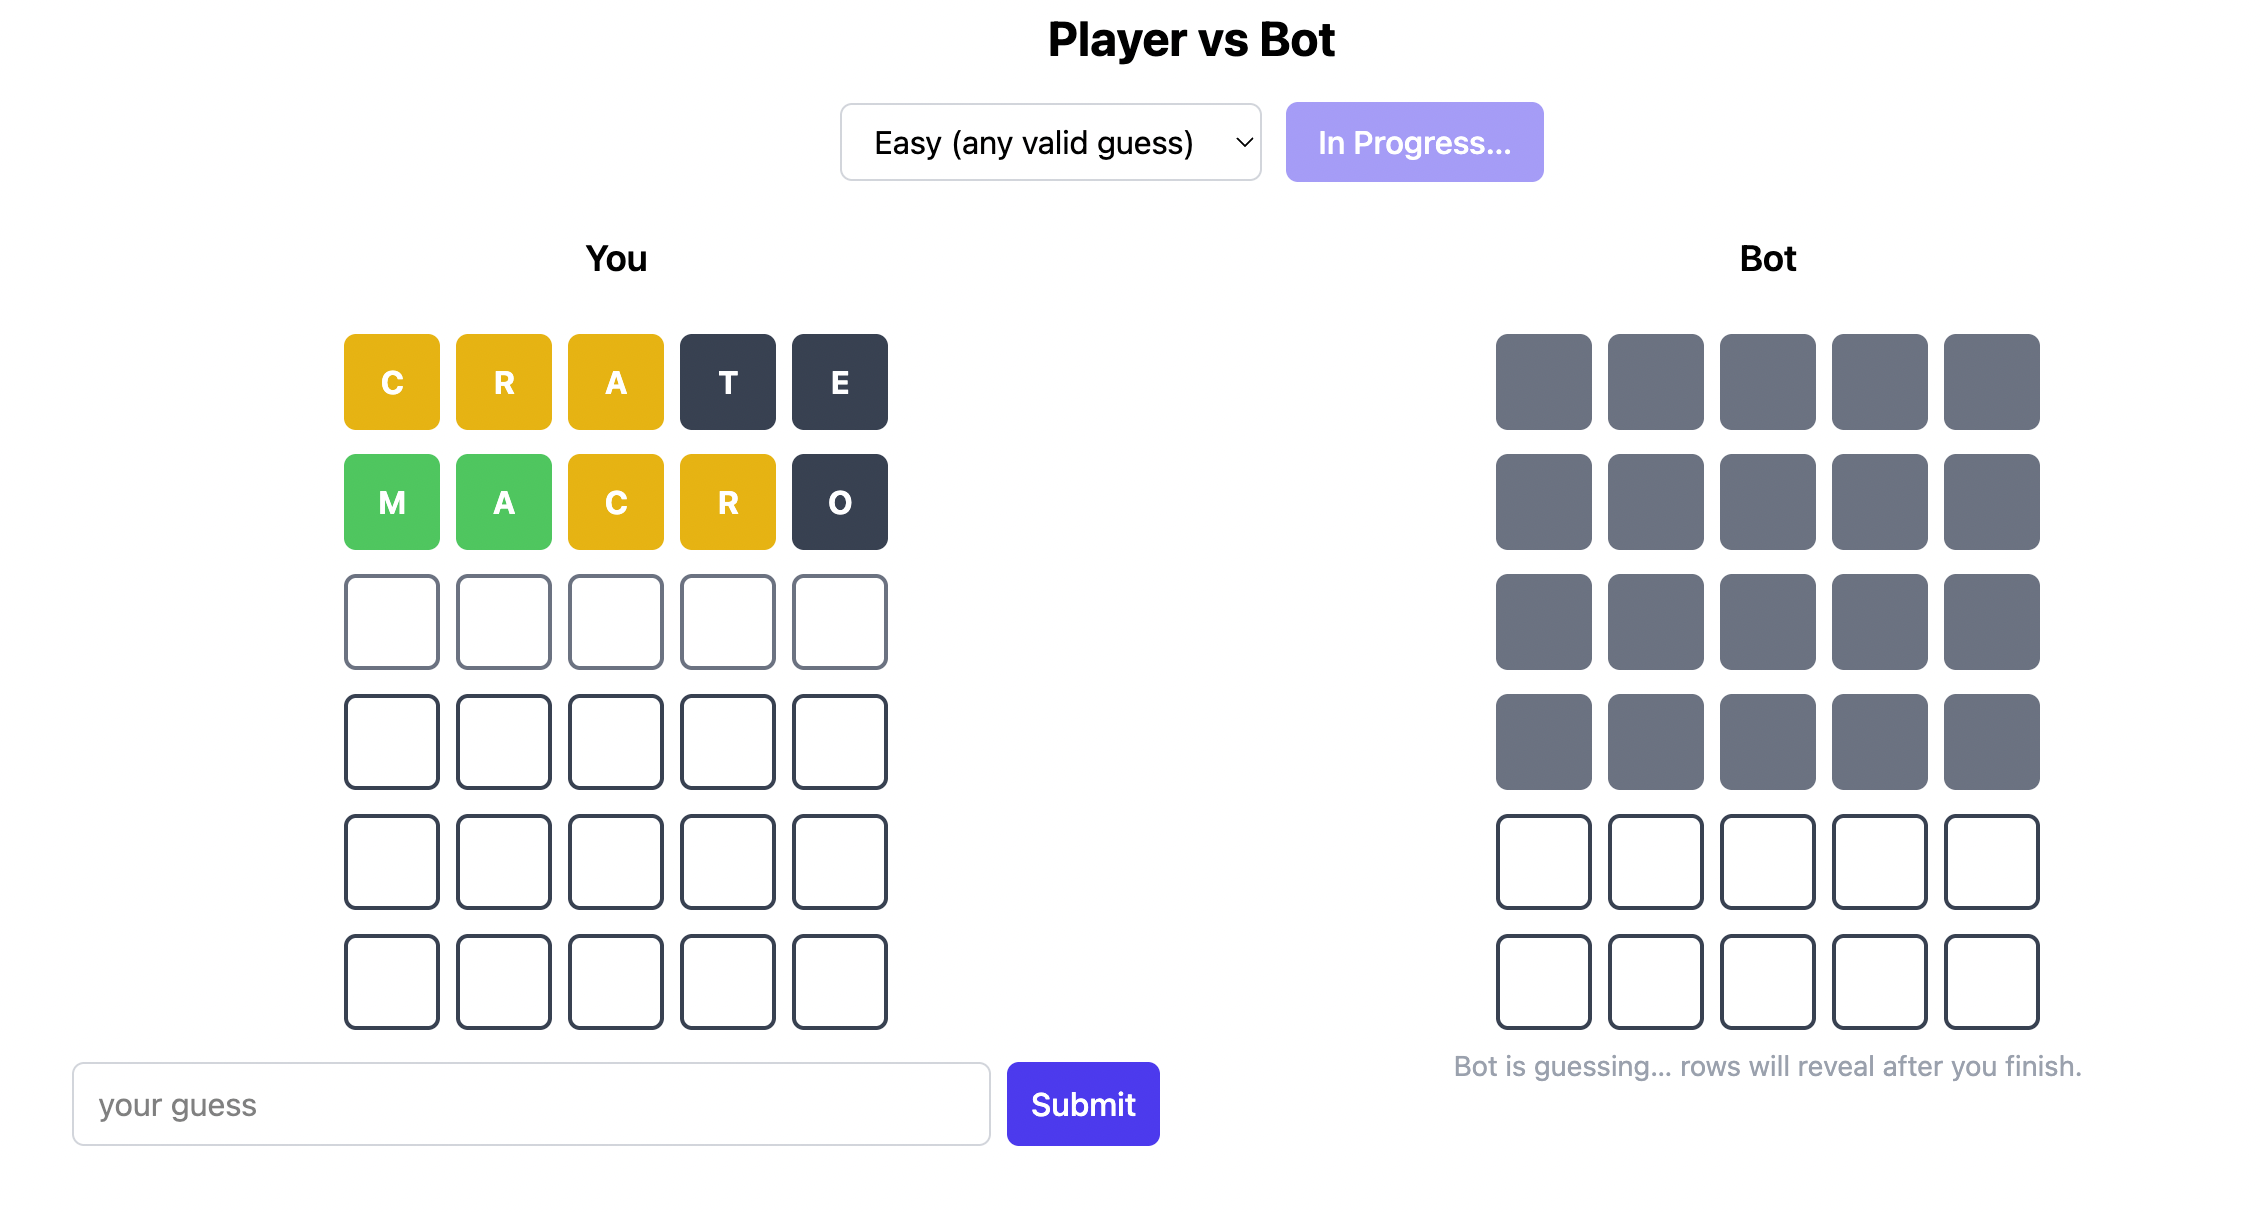 Player vs Bot
Easy (any valid guess)
In Progress...
You
Bot
C R A T E
M A C R O
your guess
Submit
Bot is guessing... rows will reveal after you finish.